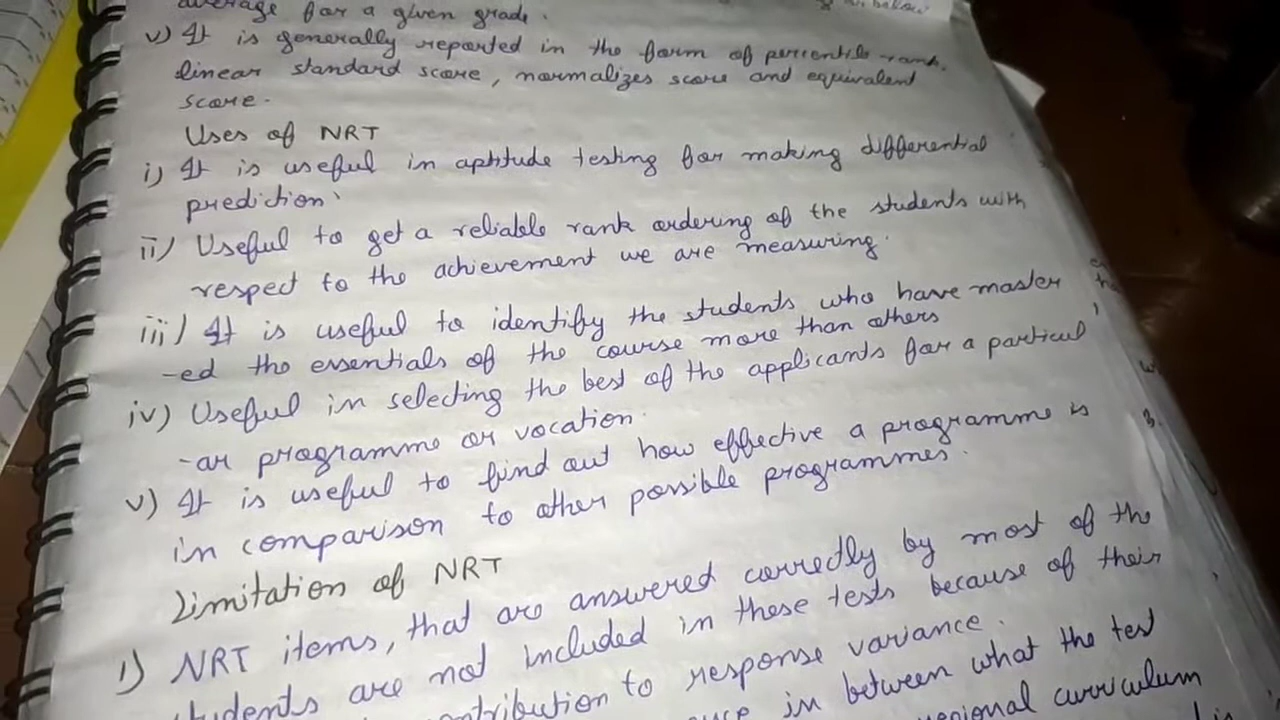 average for a given grade.
below
v) It is generally reported in the form of percentile rank,
linear standard score, normalizes score and equivalent
score.
Uses of NRT
i) It is useful in aptitude testing for making differential
prediction.
ii) Useful to get a reliable rank ordering of the students with
respect to the achievement we are measuring.
iii) It is useful to identify the students who have master
-ed the essentials of the course more than others
iv) Useful in selecting the best of the applicants for a particul
-ar programme or vocation.
v) It is useful to find out how effective a programme is
in comparison to other possible programmes.
Limitation of NRT
i) NRT items, that are answered correctly by most of the
students are not included in these tests because of their
contribution to response variance.
in between what the test
curriculum